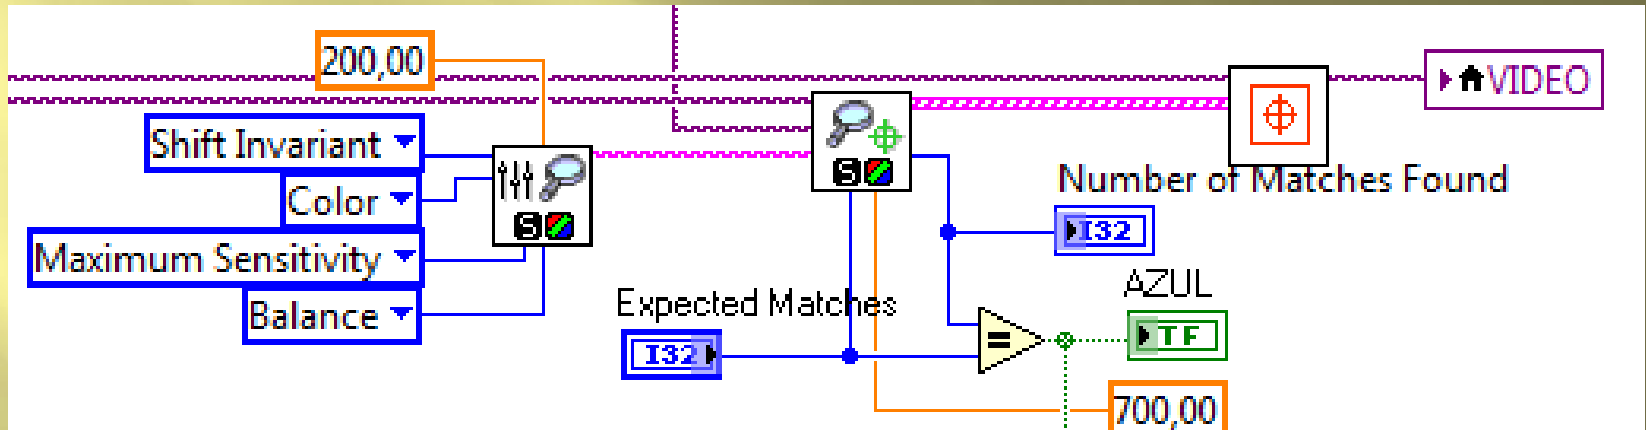 200,00
VIDEO
Shift Invariant
Color
Maximum Sensitivity
Balance
S
S
Number of Matches Found
I32
AZUL
TF
Expected Matches
I32
=
700,00